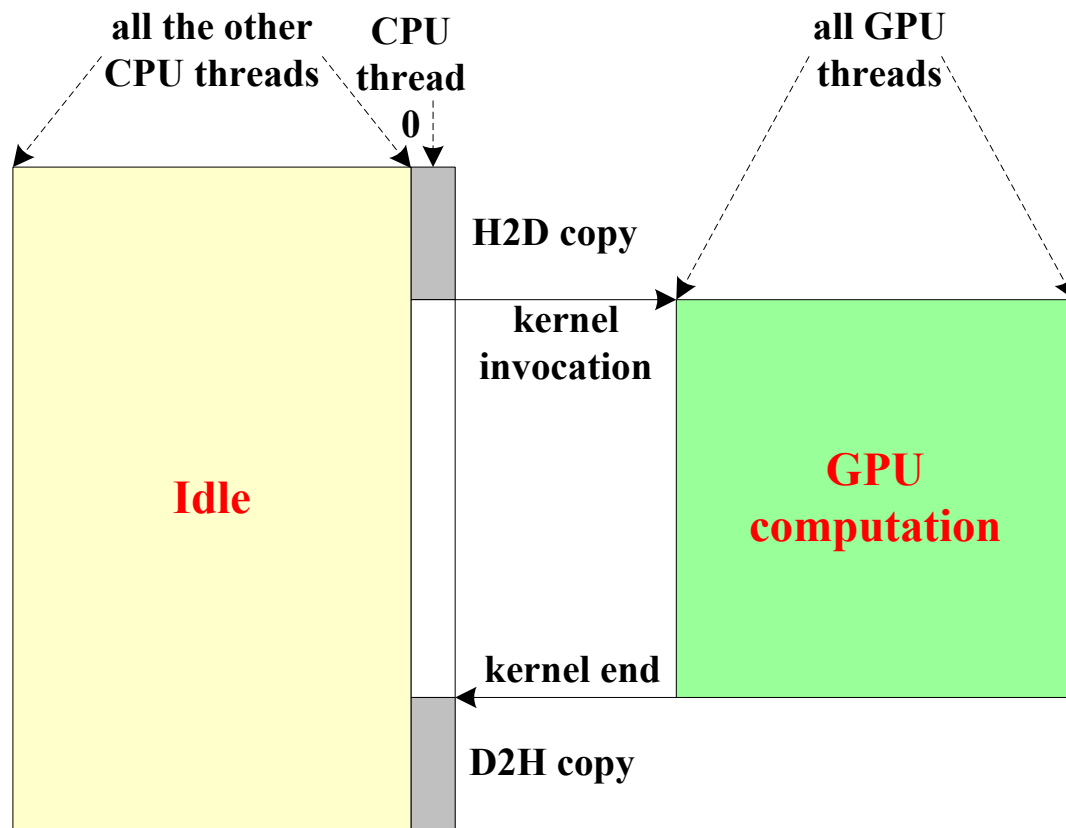 all the other
CPU threads
CPU
thread
0
all GPU
threads
H2D copy
kernel
invocation
Idle
GPU
computation
kernel end
D2H copy